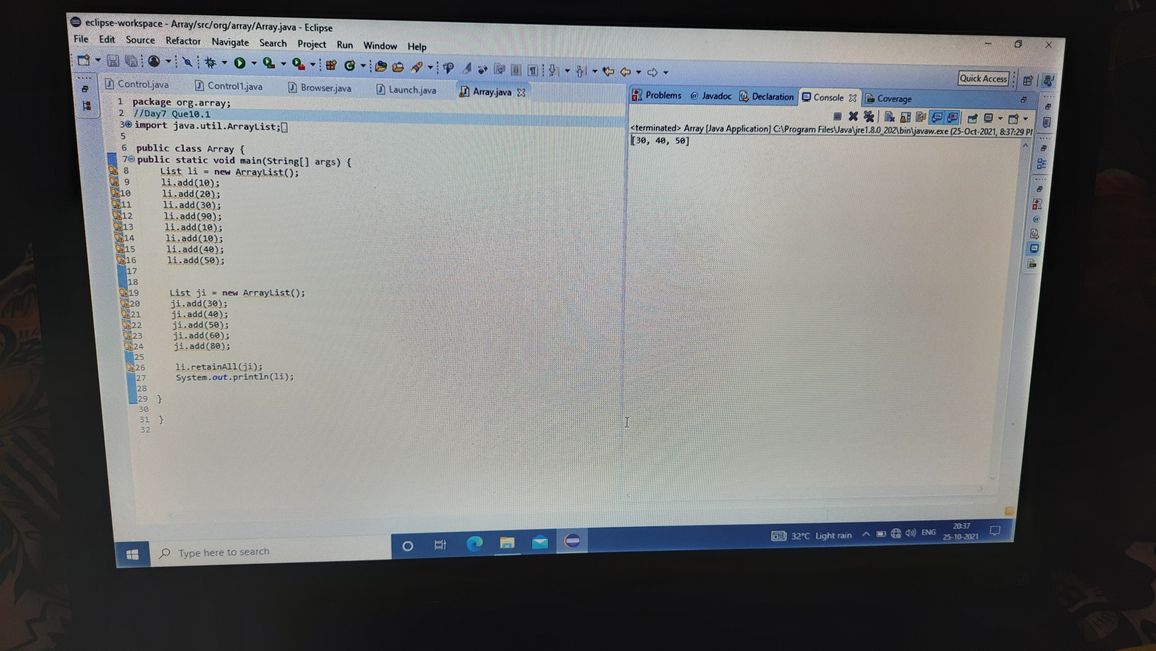 eclipse-workspace - Array/src/org/array/Array.java - Eclipse
File Edit Source Refactor Navigate Search Project Run Window Help
Quick Access
Control.java Control1.java Browser.java Launch.java Array.java
Problems Javadoc Declaration Console Coverage
<terminated> Array [Java Application] C:\Program Files\Java\jre1.8.0_202\bin\javaw.exe (25-Oct-2021, 8:37:29 PM
[30, 40, 50]
1 package org.array;
2 //Day7 Que10.1
3 import java.util.ArrayList;
5
6 public class Array {
7 public static void main(String[] args) {
8 List li = new ArrayList();
9 li.add(10);
10 li.add(20);
11 li.add(30);
12 li.add(90);
13 li.add(10);
14 li.add(10);
15 li.add(40);
16 li.add(50);
17
18
19 List ji = new ArrayList();
20 ji.add(30);
21 ji.add(40);
22 ji.add(50);
23 ji.add(60);
24 ji.add(80);
25
26 li.retainAll(ji);
27 System.out.println(li);
28
29 }
30
31 }
32
Type here to search
32°C Light rain
ENG
20:37
25-10-2021